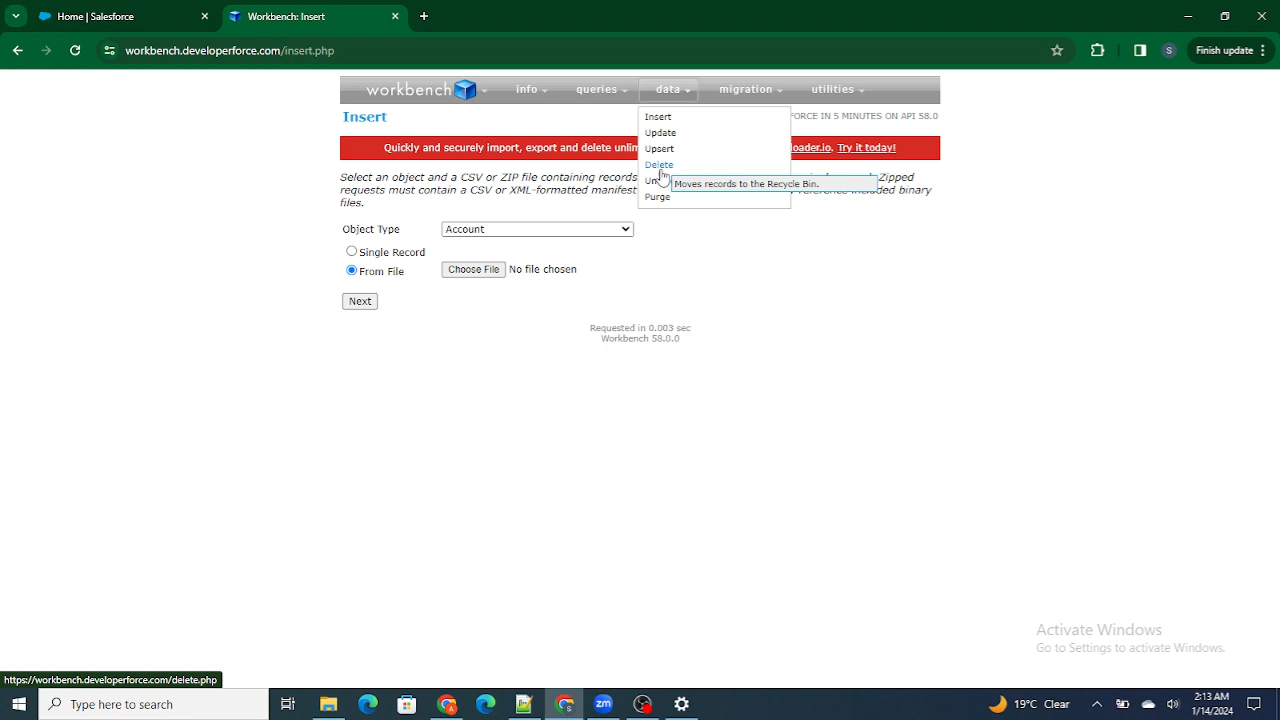 Home | Salesforce
Workbench: Insert
workbench.developerforce.com/insert.php
S
Finish update
workbench
info
queries
data
migration
utilities
Insert
FORCE IN 5 MINUTES ON API 58.0
Insert
Update
Upsert
Delete
Purge
Moves records to the Recycle Bin.
Quickly and securely import, export and delete
loader.io. Try it today!
Select an object and a CSV or ZIP file containing records
Zipped
requests must contain a CSV or XML-formatted manifest
binary
files.
Object Type
Account
Single Record
From File
Choose File No file chosen
Next
Requested in 0.003 sec
Workbench 58.0.0
Activate Windows
Go to Settings to activate Windows.
https://workbench.developerforce.com/delete.php
Type here to search
zm
19°C Clear
2:13 AM
1/14/2024